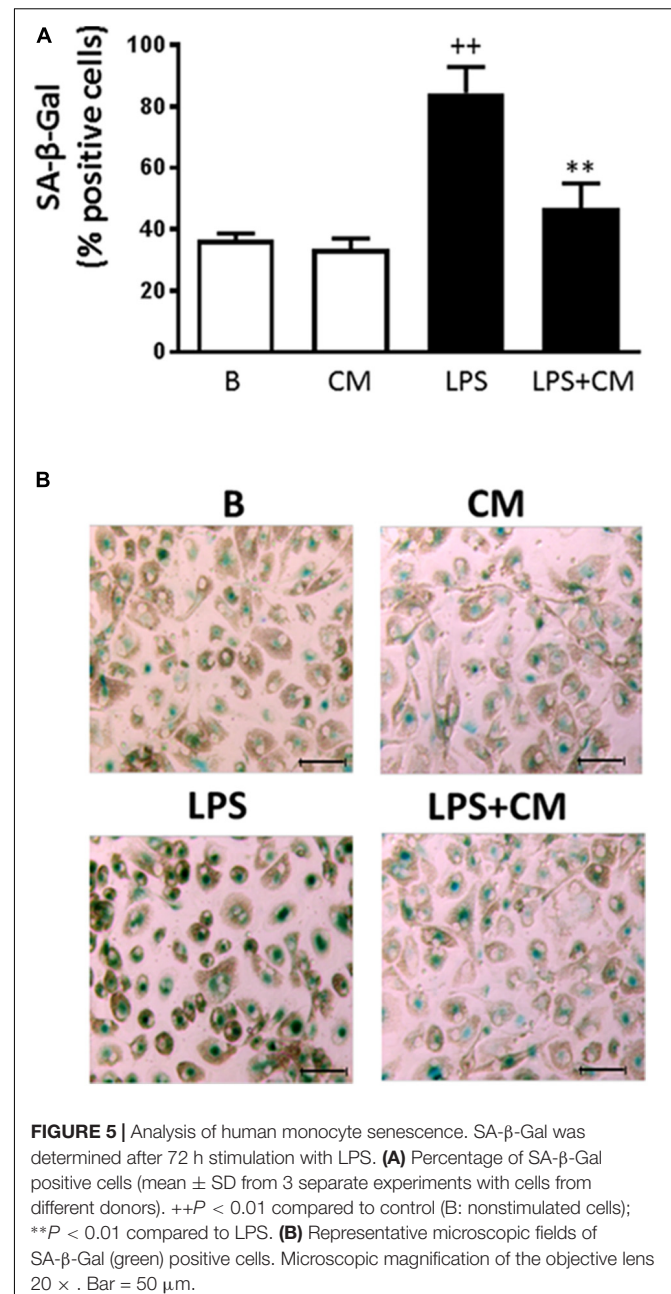 A
SA-β-Gal
(% positive cells)
100
80
60
40
20
0
++
**
B
CM
LPS
LPS+CM
B
B
CM
LPS
LPS+CM
FIGURE 5 | Analysis of human monocyte senescence. SA-β-Gal was
determined after 72 h stimulation with LPS. (A) Percentage of SA-β-Gal
positive cells (mean ± SD from 3 separate experiments with cells from
different donors). ++P < 0.01 compared to control (B: nonstimulated cells);
**P < 0.01 compared to LPS. (B) Representative microscopic fields of
SA-β-Gal (green) positive cells. Microscopic magnification of the objective lens
20 × . Bar = 50 μm.